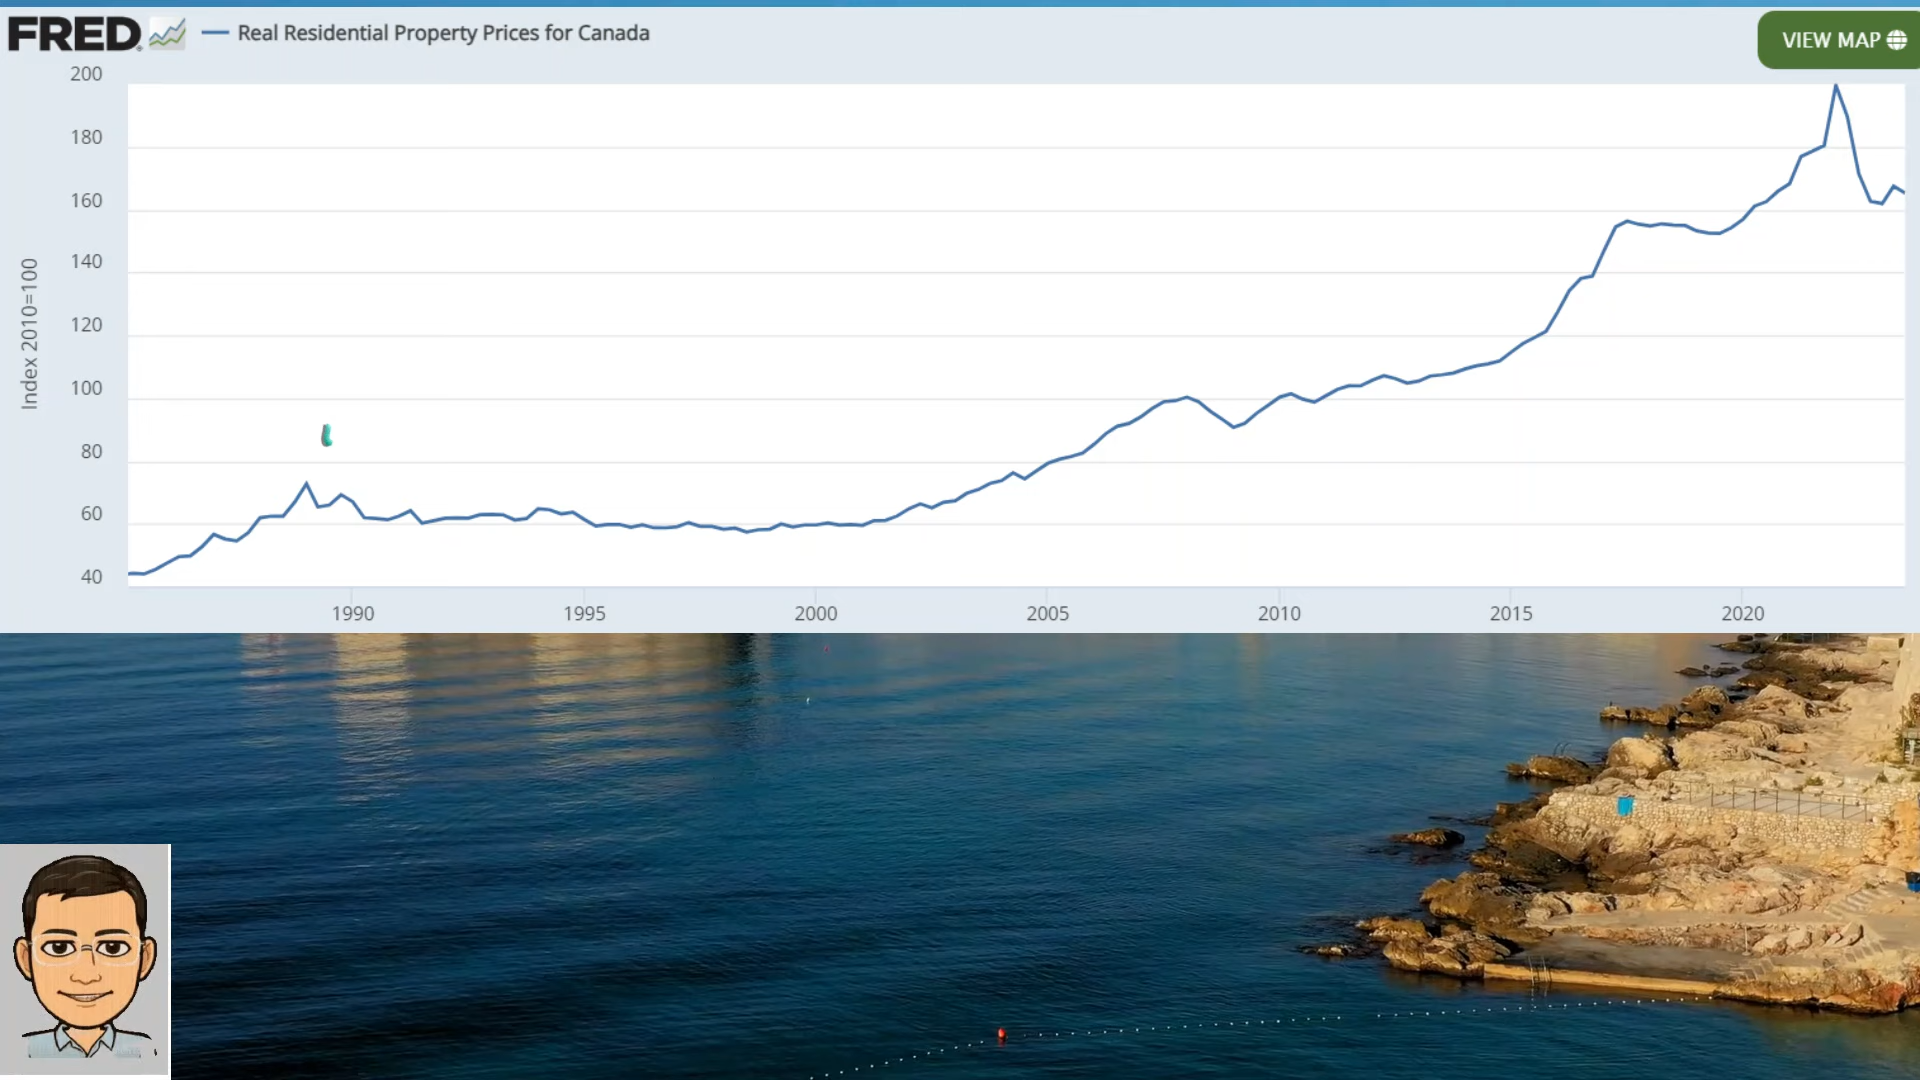 FRED Real Residential Property Prices for Canada
VIEW MAP
Index 2010=100
200
180
160
140
120
100
80
60
40
1990 1995 2000 2005 2010 2015 2020